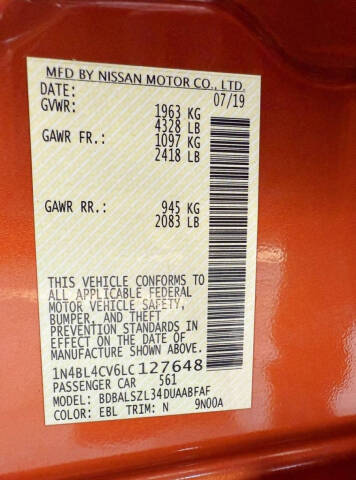 MFD BY NISSAN MOTOR CO., LTD.
DATE: 07/19
GVWR: 1963 KG
4328 LB
GAWR FR.: 1097 KG
2418 LB
GAWR RR.: 945 KG
2083 LB
THIS VEHICLE CONFORMS TO
ALL APPLICABLE FEDERAL
MOTOR VEHICLE SAFETY,
BUMPER, AND THEFT
PREVENTION STANDARDS IN
EFFECT ON THE DATE OF
MANUFACTURE SHOWN ABOVE.
1N4BL4CV6LC127648
PASSENGER CAR 561
MODEL: BDBALSZL34DUAABFAF
COLOR: EBL TRIM: N 9N00A